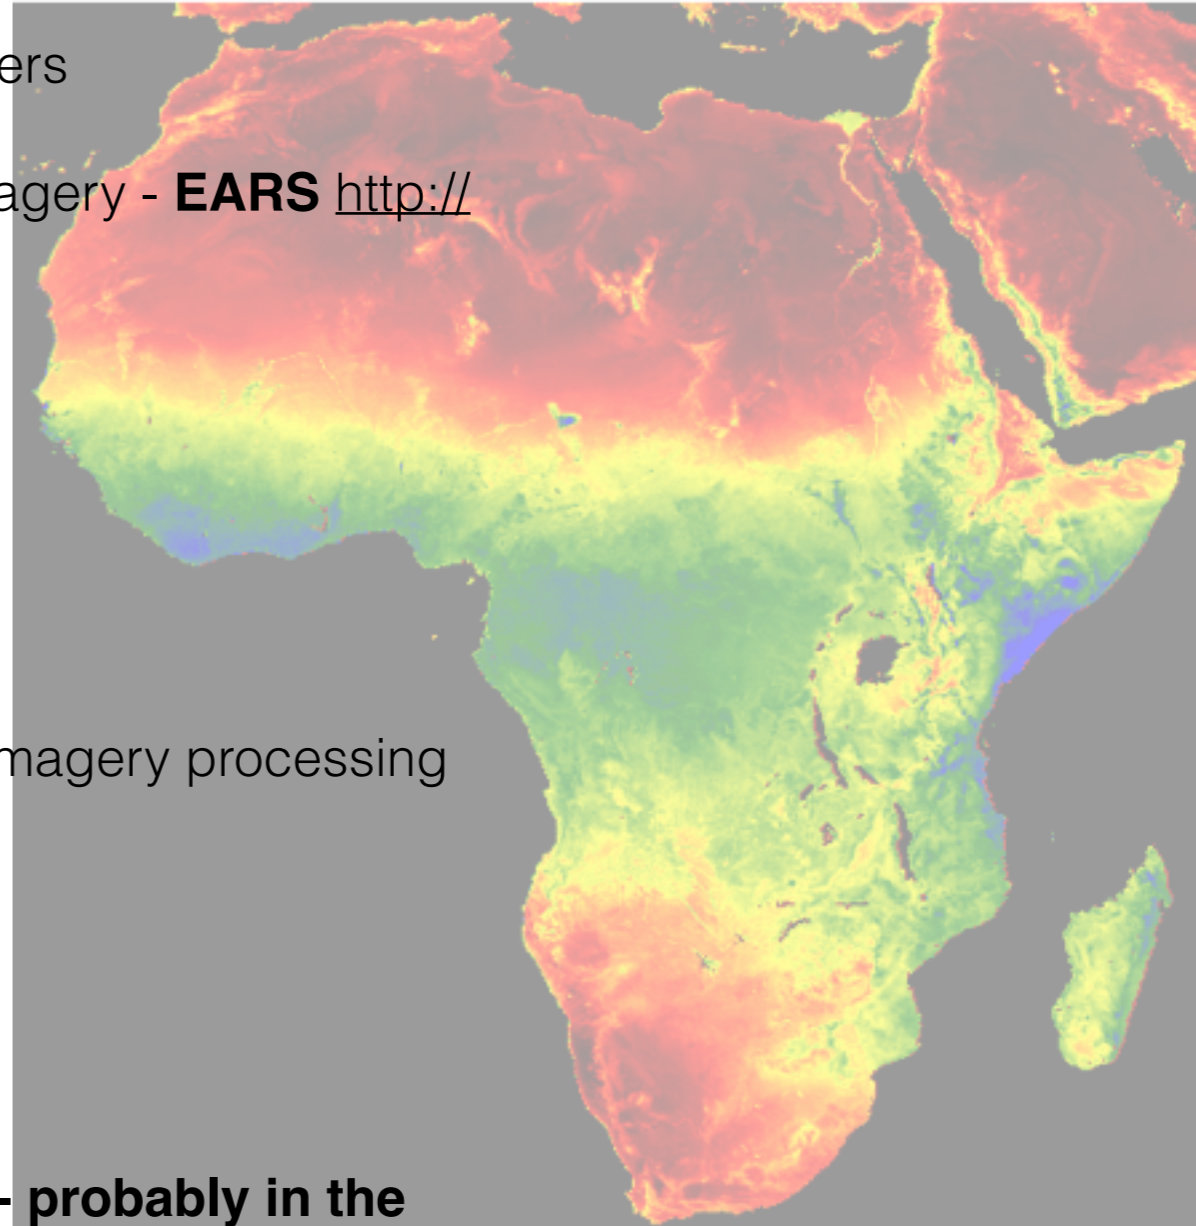 ers
agery - EARS http://
magery processing
- probably in the